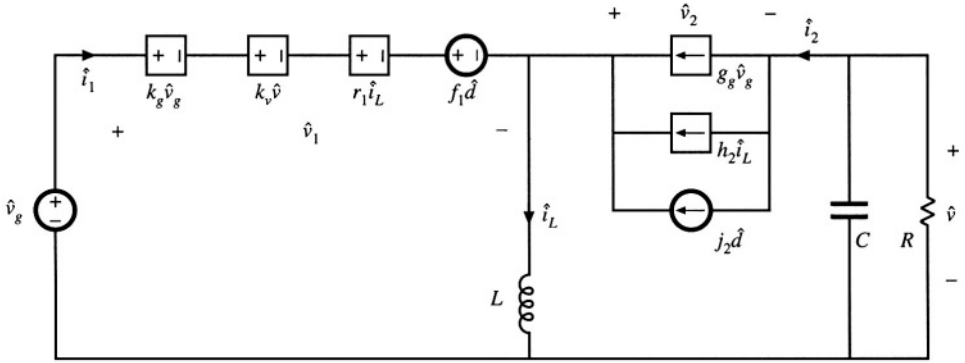 + v̂₂ −
î₂
+ − + − + − + −
î₁
k_g v̂_g k_v v̂ r₁ î_L f₁ d̂
g_g v̂_g
+ v̂₁ −
h₂ î_L
+
v̂_g + −
î_L
j₂ d̂
C R v̂
L
−